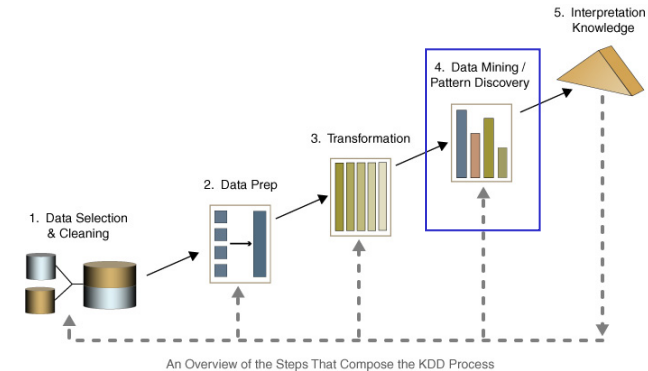 5. Interpretation
Knowledge
4. Data Mining /
Pattern Discovery
3. Transformation
2. Data Prep
1. Data Selection
& Cleaning
An Overview of the Steps That Compose the KDD Process